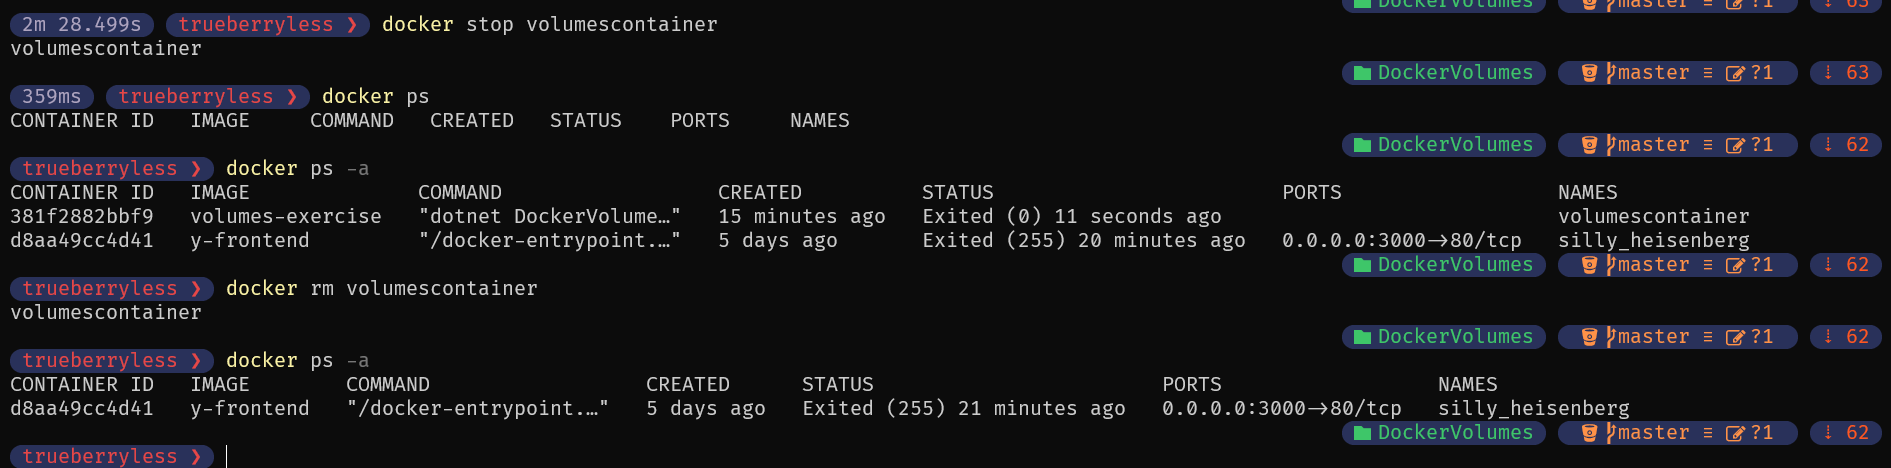 DockerVolumes master ≡ ?1 63
2m 28.499s trueberryless ❯ docker stop volumescontainer
volumescontainer
DockerVolumes master ≡ ?1 ⇣ 63
359ms trueberryless ❯ docker ps
CONTAINER ID IMAGE COMMAND CREATED STATUS PORTS NAMES
DockerVolumes master ≡ ?1 ⇣ 62
trueberryless ❯ docker ps -a
CONTAINER ID IMAGE COMMAND CREATED STATUS PORTS NAMES
381f2882bbf9 volumes-exercise "dotnet DockerVolume…" 15 minutes ago Exited (0) 11 seconds ago volumescontainer
d8aa49cc4d41 y-frontend "/docker-entrypoint.…" 5 days ago Exited (255) 20 minutes ago 0.0.0.0:3000->80/tcp silly_heisenberg
DockerVolumes master ≡ ?1 ⇣ 62
trueberryless ❯ docker rm volumescontainer
volumescontainer
DockerVolumes master ≡ ?1 ⇣ 62
trueberryless ❯ docker ps -a
CONTAINER ID IMAGE COMMAND CREATED STATUS PORTS NAMES
d8aa49cc4d41 y-frontend "/docker-entrypoint.…" 5 days ago Exited (255) 21 minutes ago 0.0.0.0:3000->80/tcp silly_heisenberg
DockerVolumes master ≡ ?1 ⇣ 62
trueberryless ❯